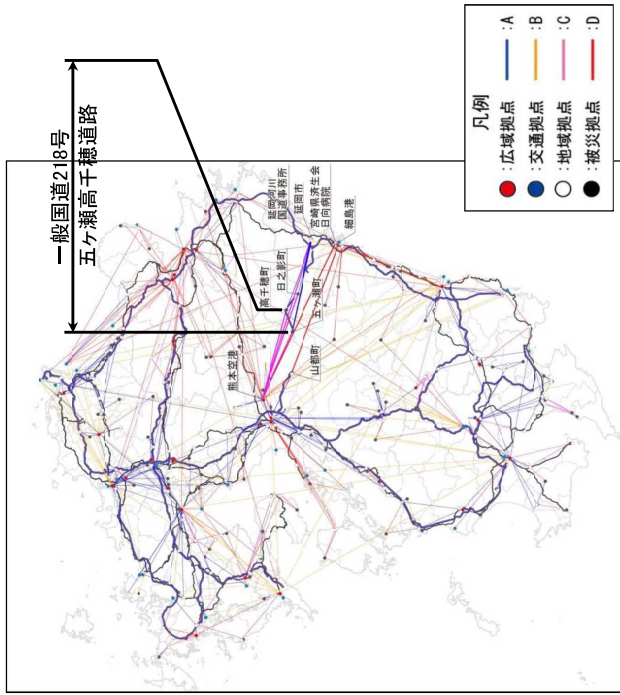 一般国道218号
五ヶ瀬高千穂道路
延岡河川
国道事務所
延岡市
宮崎県済生会
日向病院
細島港
高千穂町
日之影町
五ヶ瀬町
山都町
熊本空港
凡例
:広域拠点 :A
:交通拠点 :B
:地域拠点 :C
:被災拠点 :D